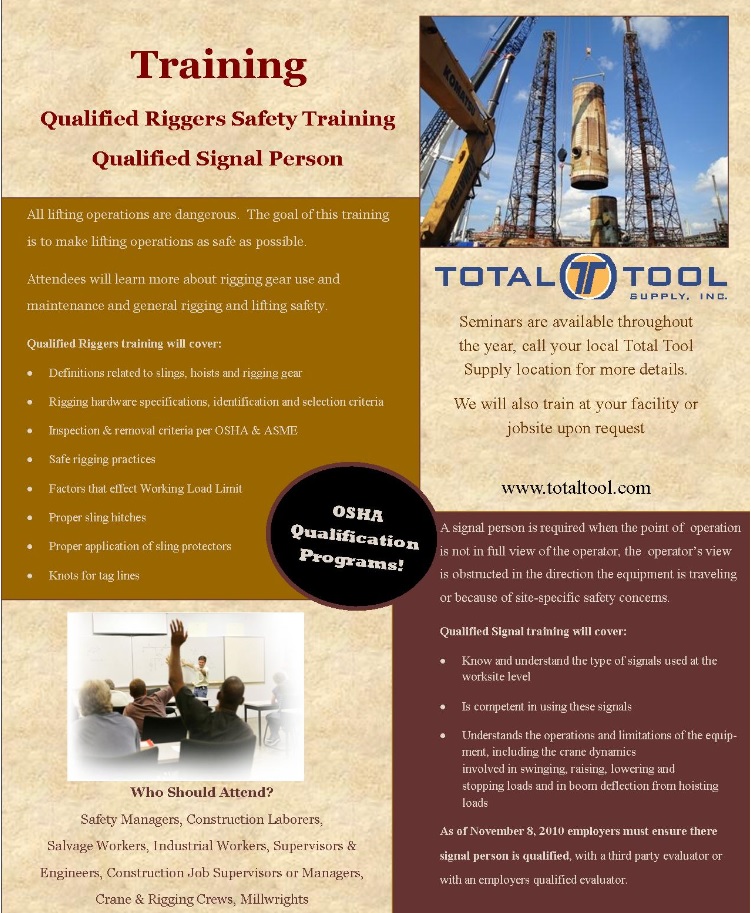 Training
Qualified Riggers Safety Training
Qualified Signal Person
All lifting operations are dangerous.  The goal of this training
is to make lifting operations as safe as possible.
Attendees will learn more about rigging gear use and
maintenance and general rigging and lifting safety.
Qualified Riggers training will cover:
• Definitions related to slings, hoists and rigging gear
• Rigging hardware specifications, identification and selection criteria
• Inspection & removal criteria per OSHA & ASME
• Safe rigging practices
• Factors that effect Working Load Limit
• Proper sling hitches
• Proper application of sling protectors
• Knots for tag lines
KOMATSU
TOTAL T TOOL
SUPPLY, INC.
Seminars are available throughout
the year, call your local Total Tool
Supply location for more details.
We will also train at your facility or
jobsite upon request
www.totaltool.com
OSHA
Qualification
Programs!
A signal person is required when the point of  operation
is not in full view of the operator, the  operator's view
is obstructed in the direction the equipment is traveling
or because of site-specific safety concerns.
Qualified Signal training will cover:
• Know and understand the type of signals used at the
worksite level
• Is competent in using these signals
• Understands the operations and limitations of the equip-
ment, including the crane dynamics
involved in swinging, raising, lowering and
stopping loads and in boom deflection from hoisting
loads
As of November 8, 2010 employers must ensure there
signal person is qualified, with a third party evaluator or
with an employers qualified evaluator.
Who Should Attend?
Safety Managers, Construction Laborers,
Salvage Workers, Industrial Workers, Supervisors &
Engineers, Construction Job Supervisors or Managers,
Crane & Rigging Crews, Millwrights